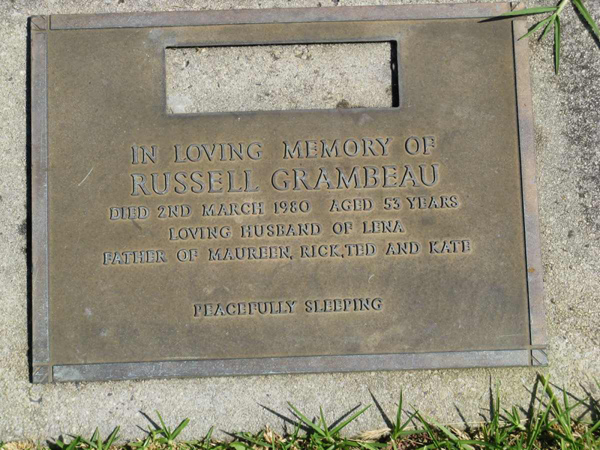 IN LOVING MEMORY OF
RUSSELL GRAMBEAU
DIED 2ND MARCH 1980 AGED 53 YEARS
LOVING HUSBAND OF LENA
FATHER OF MAUREEN, RICK, TED AND KATE
PEACEFULLY SLEEPING